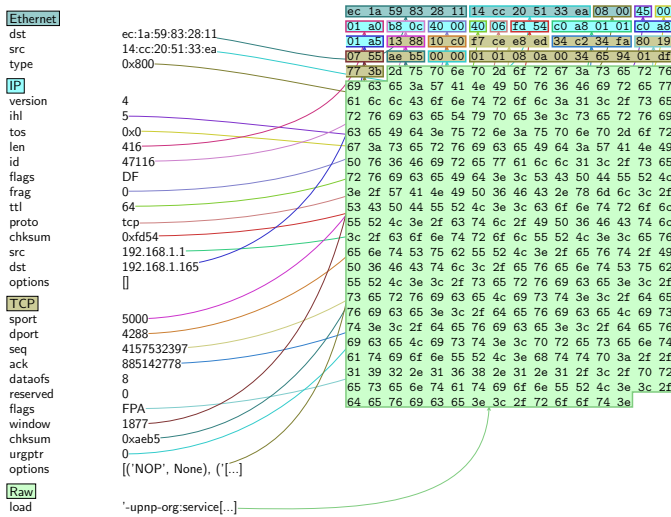 Ethernet
dst ec:1a:59:83:28:11
src 14:cc:20:51:33:ea
type 0x800
IP
version 4
ihl 5
tos 0x0
len 416
id 47116
flags DF
frag 0
ttl 64
proto tcp
chksum 0xfd54
src 192.168.1.1
dst 192.168.1.165
options []
TCP
sport 5000
dport 4288
seq 4157532397
ack 885142778
dataofs 8
reserved 0
flags FPA
window 1877
chksum 0xaeb5
urgptr 0
options [('NOP', None), ('[...]
Raw
load '-upnp-org:service[...]
ec 1a 59 83 28 11 14 cc 20 51 33 ea 08 00 45 00
01 a0 b8 0c 40 00 40 06 fd 54 c0 a8 01 01 c0 a8
01 a5 13 88 10 c0 f7 ce e8 ed 34 c2 34 fa 80 19
07 55 ae b5 00 00 01 01 08 0a 00 34 65 94 01 df
77 3b 2d 75 70 6e 70 2d 6f 72 67 3a 73 65 72 76
69 63 65 3a 57 41 4e 49 50 76 36 46 69 72 65 77
61 6c 6c 43 6f 6e 74 72 6f 6c 3a 31 3c 2f 73 65
72 76 69 63 65 54 79 70 65 3e 3c 73 65 72 76 69
63 65 49 64 3e 75 72 6e 3a 75 70 6e 70 2d 6f 72
67 3a 73 65 72 76 69 63 65 49 64 3a 57 41 4e 49
50 76 36 46 69 72 65 77 61 6c 6c 31 3c 2f 73 65
72 76 69 63 65 49 64 3e 3c 53 43 50 44 55 52 4c
3e 2f 57 41 4e 49 50 36 46 43 2e 78 6d 6c 3c 2f
53 43 50 44 55 52 4c 3e 3c 63 6f 6e 74 72 6f 6c
55 52 4c 3e 2f 63 74 6c 2f 49 50 36 46 43 74 6c
3c 2f 63 6f 6e 74 72 6f 6c 55 52 4c 3e 3c 65 76
65 6e 74 53 75 62 55 52 4c 3e 2f 65 76 74 2f 49
50 36 46 43 74 6c 3c 2f 65 76 65 6e 74 53 75 62
55 52 4c 3e 3c 2f 73 65 72 76 69 63 65 3e 3c 2f
73 65 72 76 69 63 65 4c 69 73 74 3e 3c 2f 64 65
76 69 63 65 3e 3c 2f 64 65 76 69 63 65 4c 69 73
74 3e 3c 2f 64 65 76 69 63 65 3e 3c 2f 64 65 76
69 63 65 4c 69 73 74 3e 3c 70 72 65 73 65 6e 74
61 74 69 6f 6e 55 52 4c 3e 68 74 74 70 3a 2f 2f
31 39 32 2e 31 36 38 2e 31 2e 31 2f 3c 2f 70 72
65 73 65 6e 74 61 74 69 6f 6e 55 52 4c 3e 3c 2f
64 65 76 69 63 65 3e 3c 2f 72 6f 6f 74 3e